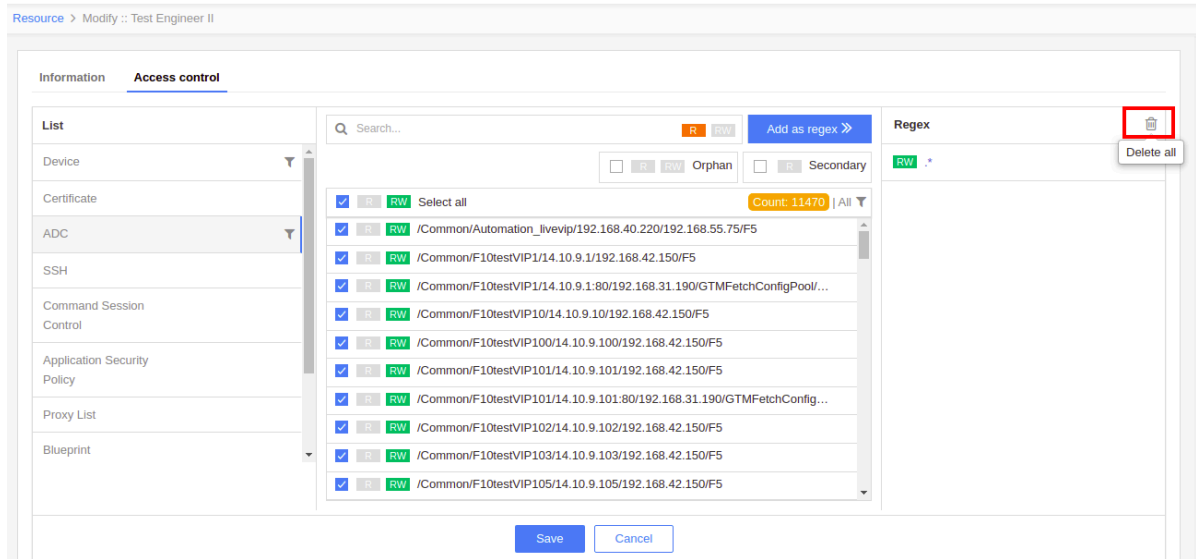 Resource > Modify :: Test Engineer II
Information Access control
List
Device
Certificate
ADC
SSH
Command Session
Control
Application Security
Policy
Proxy List
Blueprint
Search... R RW Add as regex
R RW Orphan R Secondary
R RW Select all Count: 11470 | All
R RW /Common/Automation_livevip/192.168.40.220/192.168.55.75/F5
R RW /Common/F10testVIP1/14.10.9.1/192.168.42.150/F5
R RW /Common/F10testVIP1/14.10.9.1:80/192.168.31.190/GTMFetchConfigPool/...
R RW /Common/F10testVIP10/14.10.9.10/192.168.42.150/F5
R RW /Common/F10testVIP100/14.10.9.100/192.168.42.150/F5
R RW /Common/F10testVIP101/14.10.9.101/192.168.42.150/F5
R RW /Common/F10testVIP101/14.10.9.101:80/192.168.31.190/GTMFetchConfig...
R RW /Common/F10testVIP102/14.10.9.102/192.168.42.150/F5
R RW /Common/F10testVIP103/14.10.9.103/192.168.42.150/F5
R RW /Common/F10testVIP105/14.10.9.105/192.168.42.150/F5
Regex
Delete all
RW .*
Save Cancel